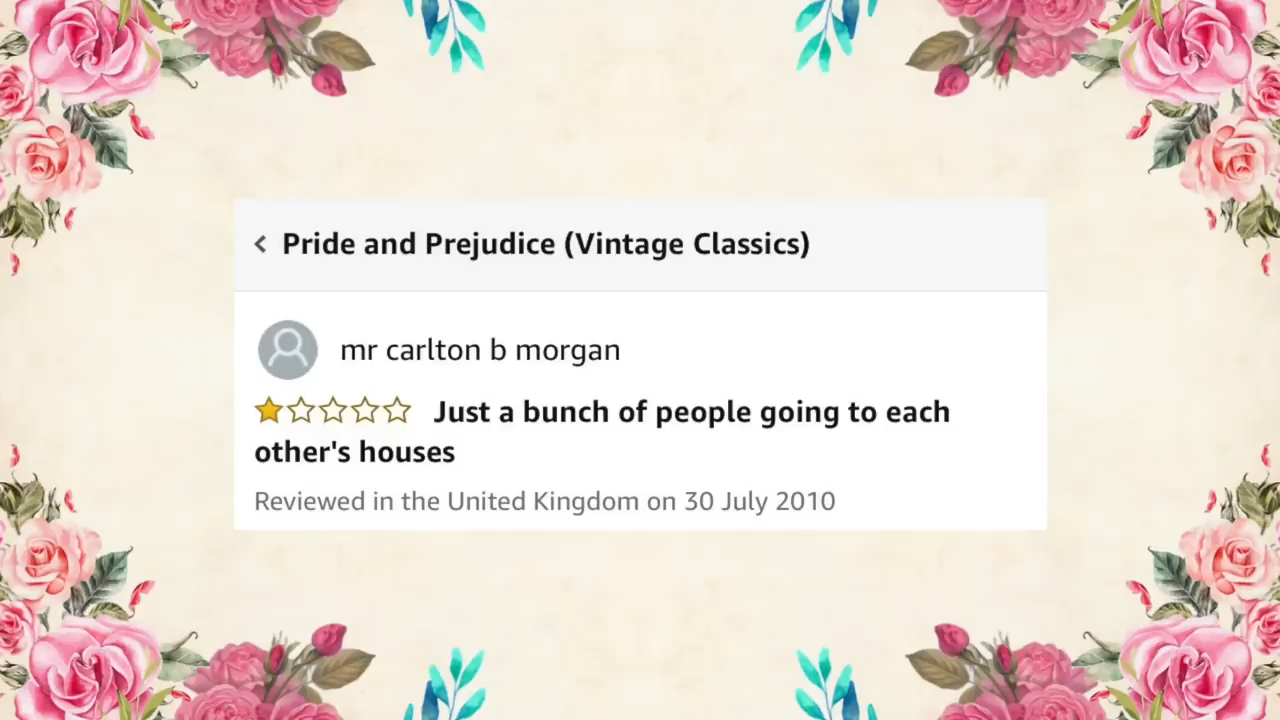 Pride and Prejudice (Vintage Classics)
mr carlton b morgan
Just a bunch of people going to each
other's houses
Reviewed in the United Kingdom on 30 July 2010